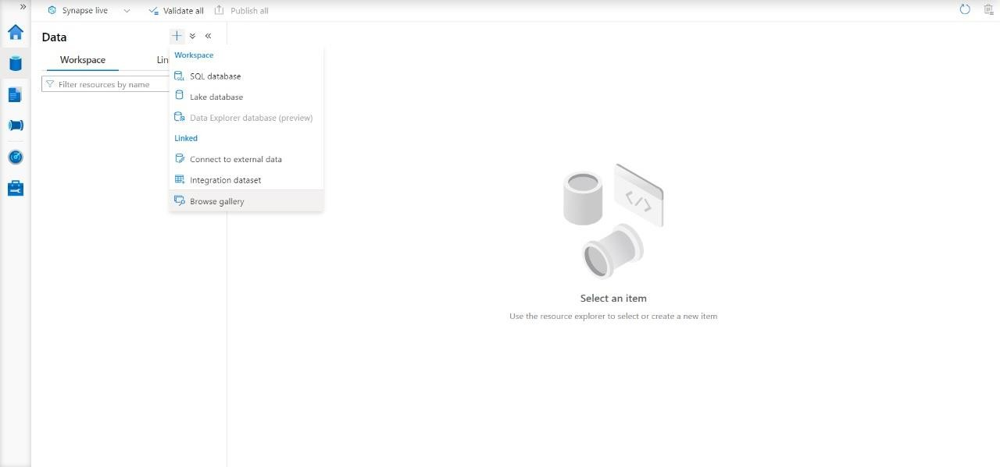 Synapse live
Validate all
Publish all
Data
Workspace
Lin
Filter resources by name
Workspace
SQL database
Lake database
Data Explorer database (preview)
Linked
Connect to external data
Integration dataset
Browse gallery
</>
Select an item
Use the resource explorer to select or create a new item